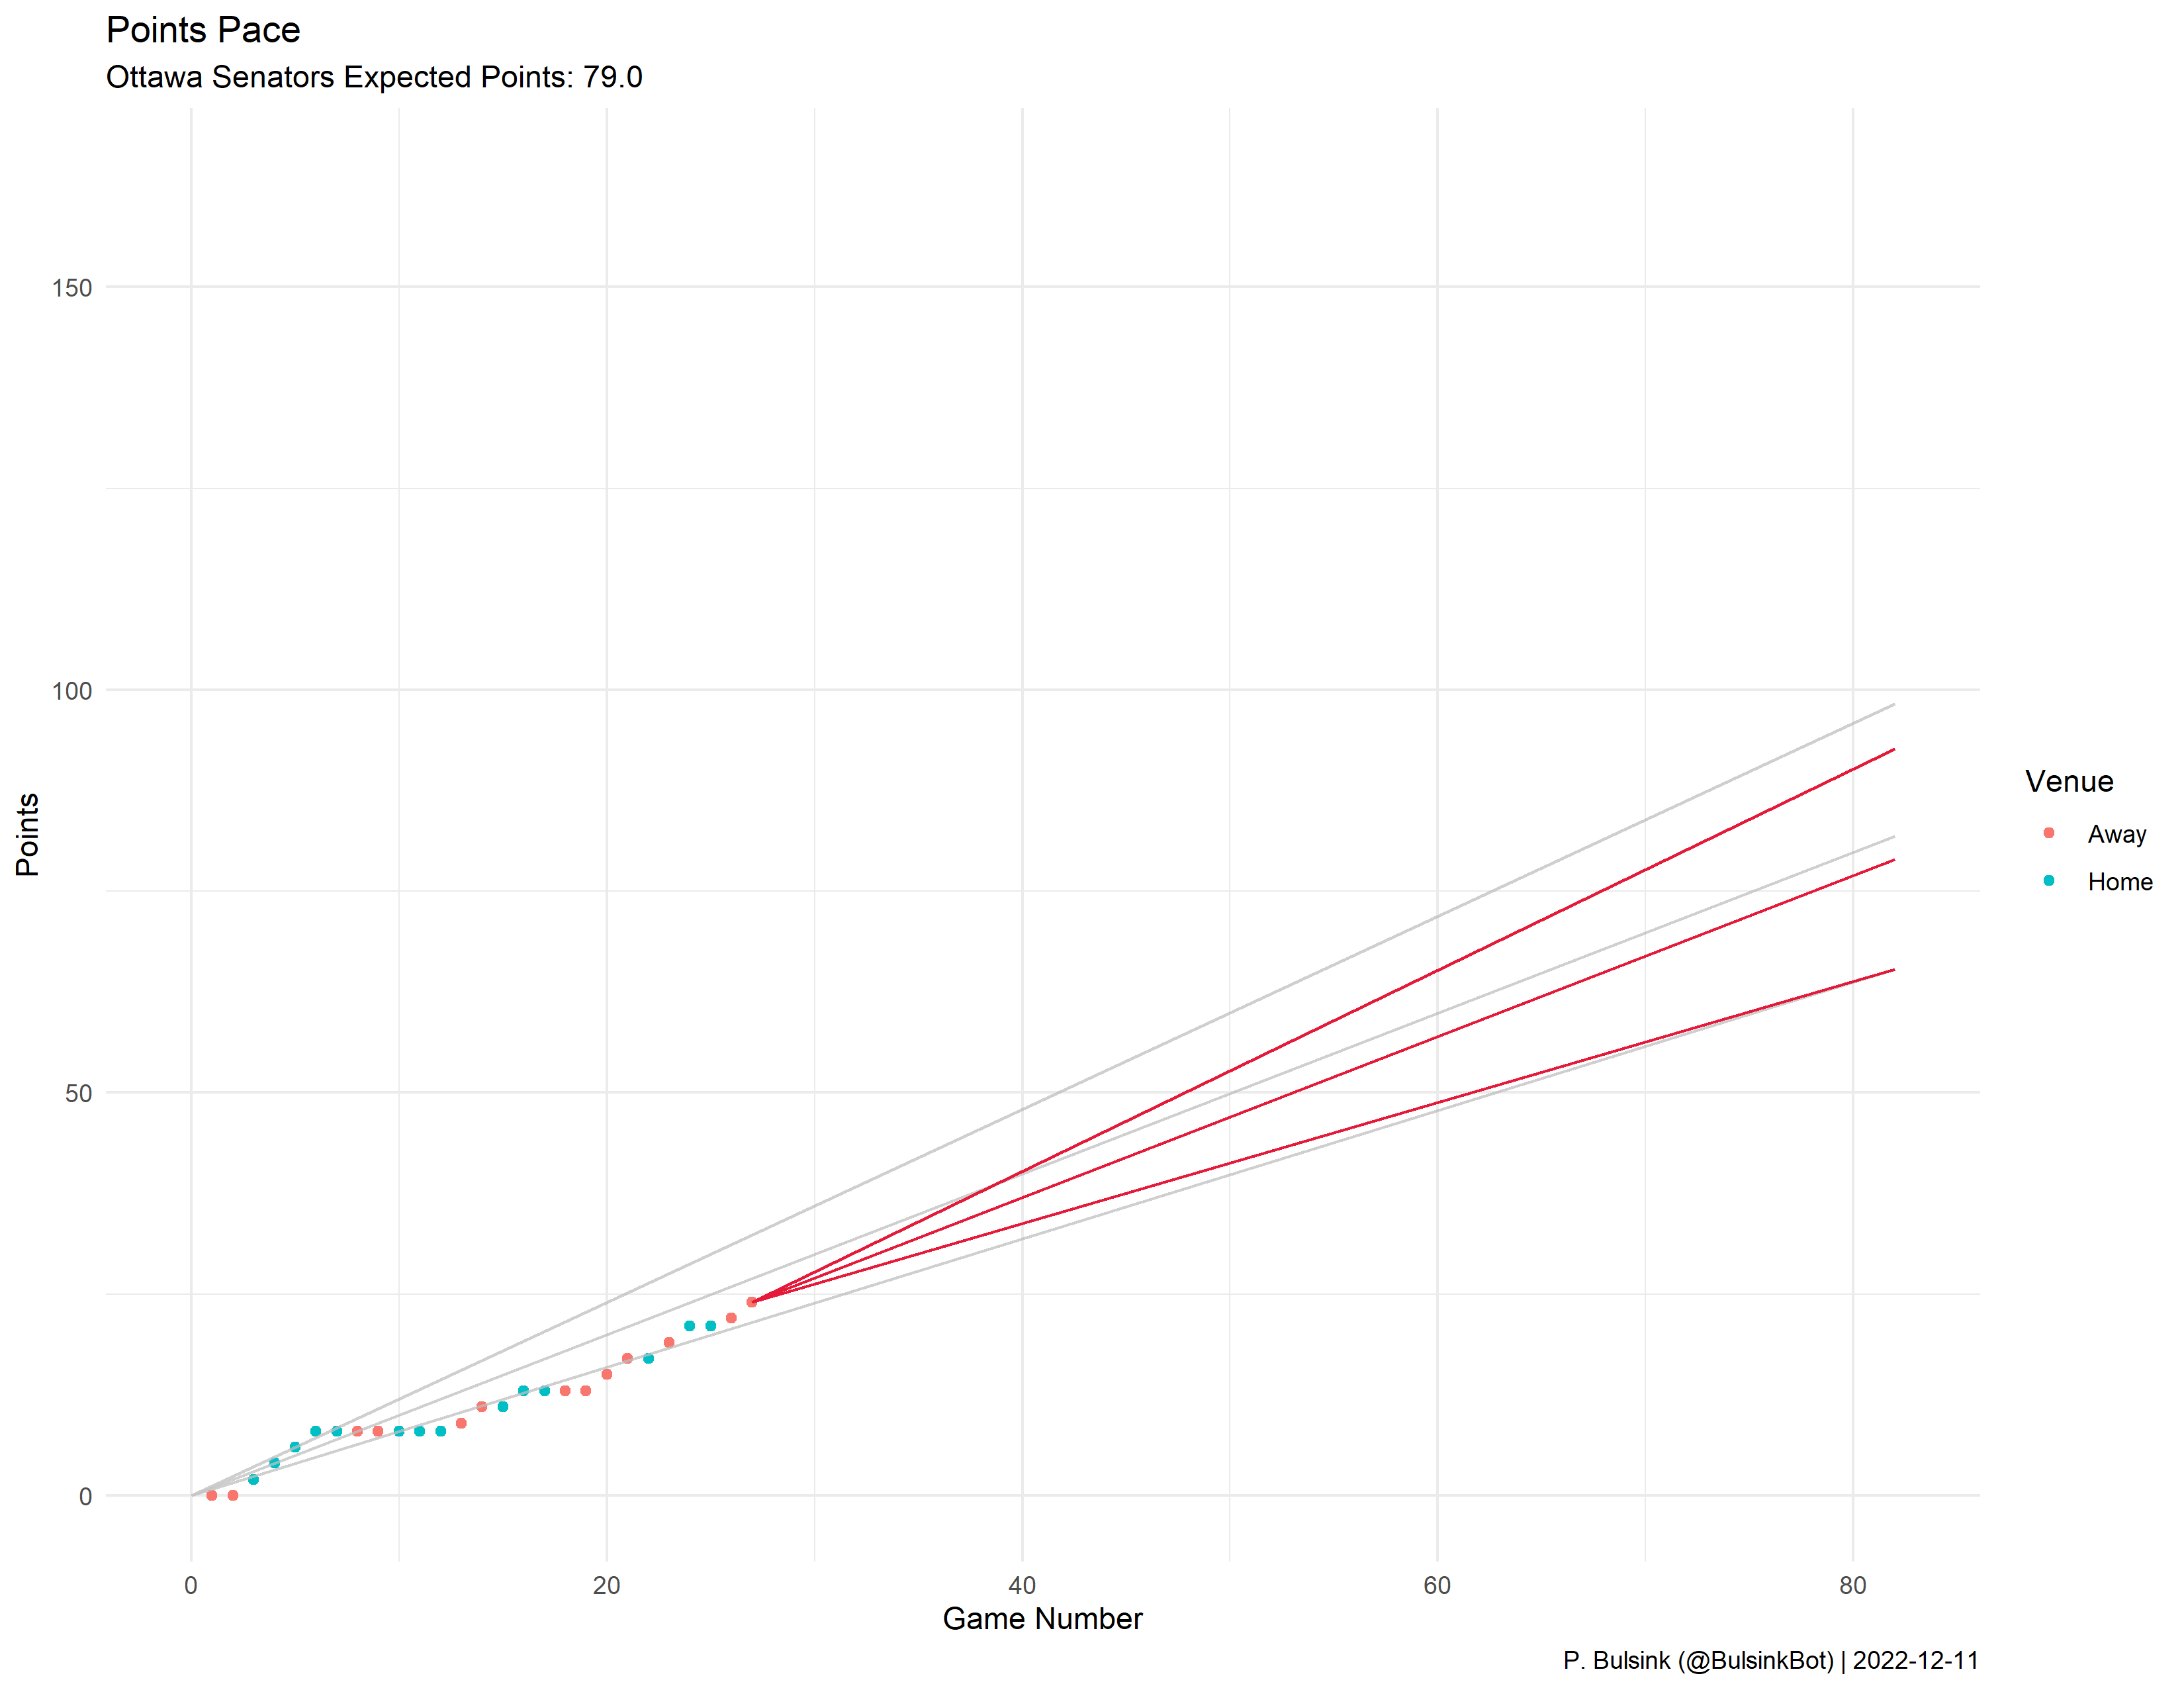 Points Pace
Ottawa Senators Expected Points: 79.0
150
100
50
0
Points
0 20 40 60 80
Game Number
Venue
Away
Home
P. Bulsink (@BulsinkBot) | 2022-12-11